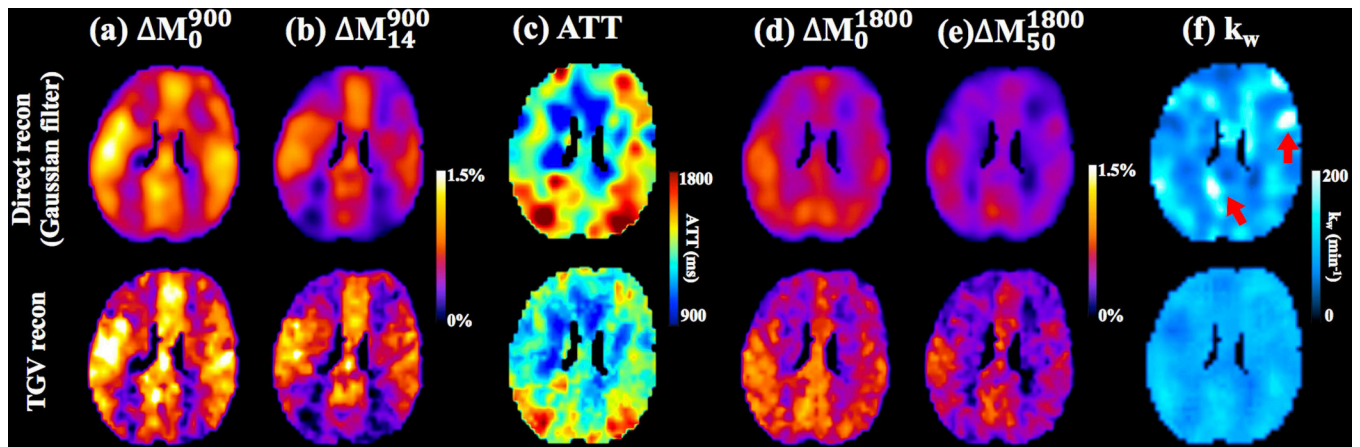 (a) ΔM₀⁹⁰⁰
(b) ΔM₁₄⁹⁰⁰
(c) ATT
(d) ΔM₀¹⁸⁰⁰
(e)ΔM₅₀¹⁸⁰⁰
(f) k_w
Direct recon
(Gaussian filter)
1.5%
0%
1800
ATT (ms)
900
1.5%
0%
200
k_w (min⁻¹)
0
TGV recon